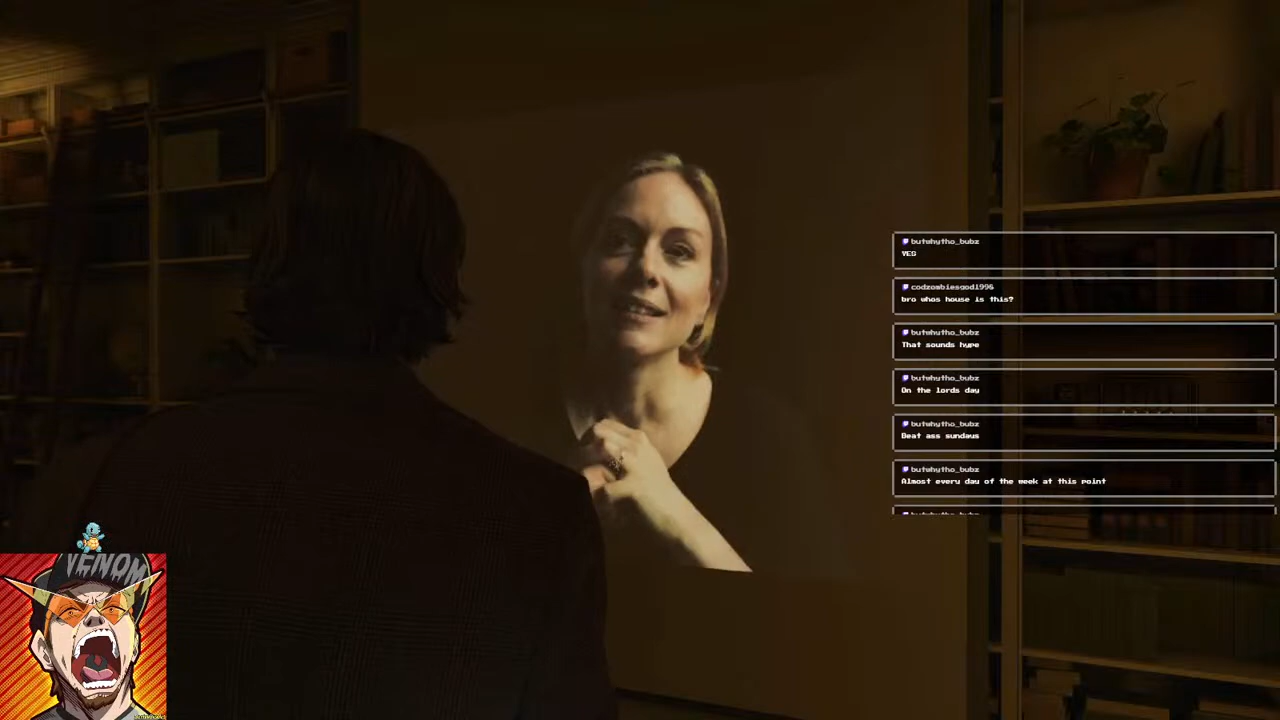 butwhytho_bubz
YES
codzombiesgod1996
bro whos house is this?
butwhytho_bubz
That sounds hype
butwhytho_bubz
On the lords day
butwhytho_bubz
Beat ass sundays
butwhytho_bubz
Almost every day of the week at this point
VENOM